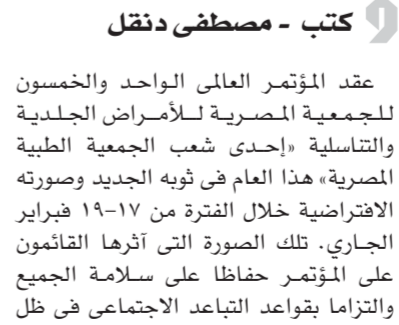 كتب - مصطفى دنقل
عقد المؤتمر العالمى الواحد والخمسون
للجمعية المصرية للأمراض الجلدية
والتناسلية «إحدى شعب الجمعية الطبية
المصرية» هذا العام فى ثوبه الجديد وصورته
الافتراضية خلال الفترة من ١٧-١٩ فبراير
الجاري. تلك الصورة التى آثرها القائمون
على المؤتمر حفاظا على سلامة الجميع
والتزاما بقواعد التباعد الاجتماعى فى ظل